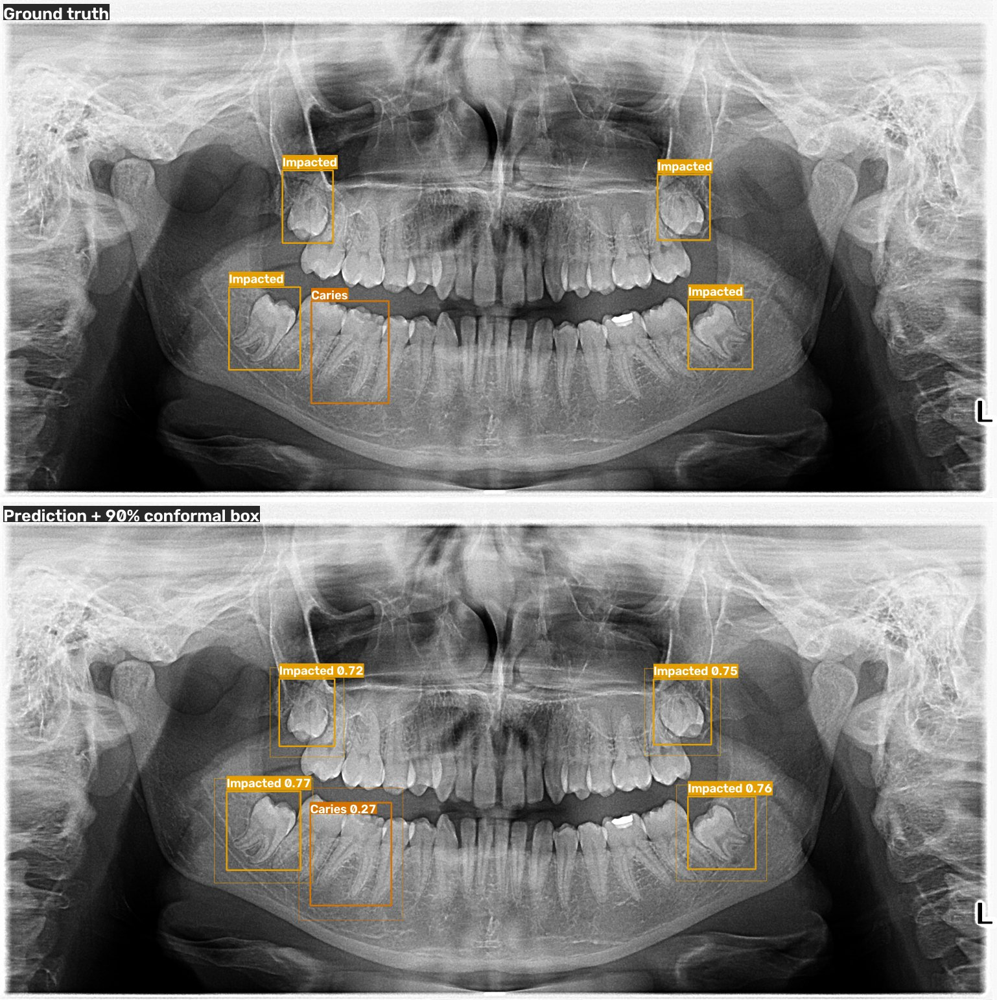 Ground truth
Impacted
Impacted
Impacted
Caries
Impacted
L
Prediction + 90% conformal box
Impacted 0.72
Impacted 0.75
Impacted 0.77
Impacted 0.76
Caries 0.27
L